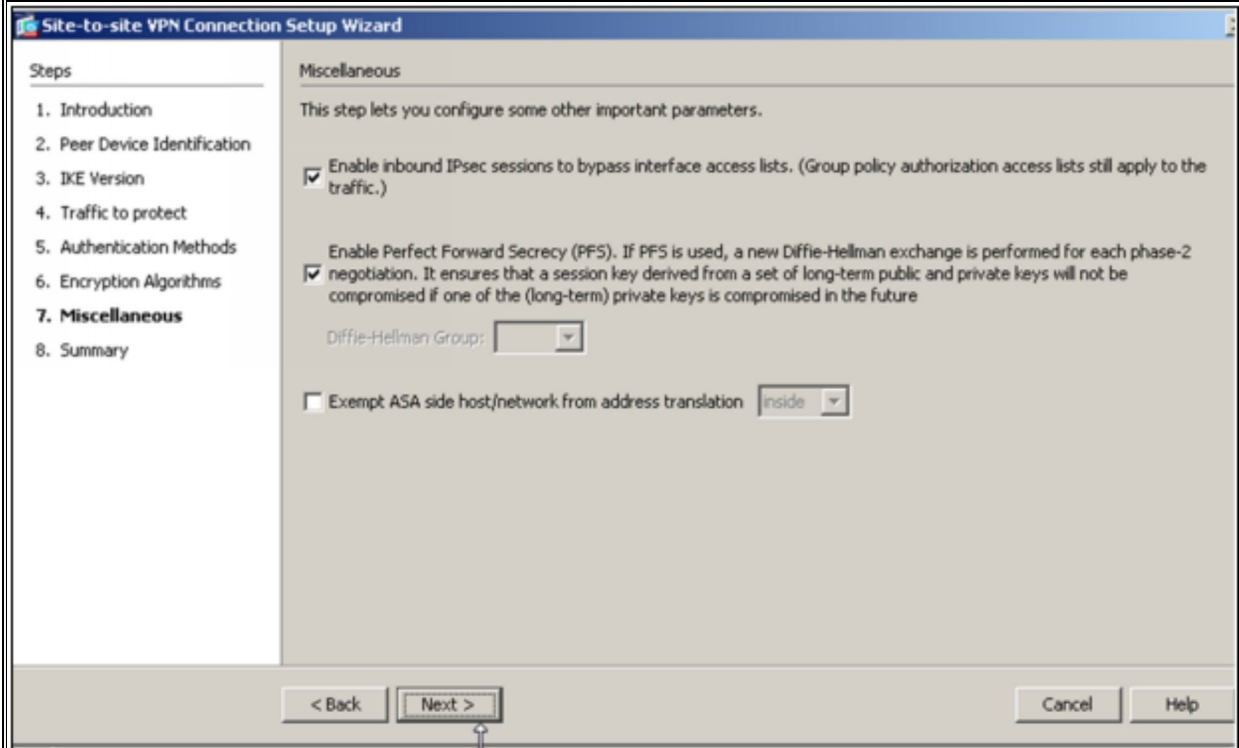 Site-to-site VPN Connection Setup Wizard
Steps
1. Introduction
2. Peer Device Identification
3. IKE Version
4. Traffic to protect
5. Authentication Methods
6. Encryption Algorithms
7. Miscellaneous
8. Summary
Miscellaneous
This step lets you configure some other important parameters.
Enable inbound IPsec sessions to bypass interface access lists. (Group policy authorization access lists still apply to the
traffic.)
Enable Perfect Forward Secrecy (PFS). If PFS is used, a new Diffie-Hellman exchange is performed for each phase-2
negotiation. It ensures that a session key derived from a set of long-term public and private keys will not be
compromised if one of the (long-term) private keys is compromised in the future
Diffie-Hellman Group:
Exempt ASA side host/network from address translation inside
< Back Next > Cancel Help